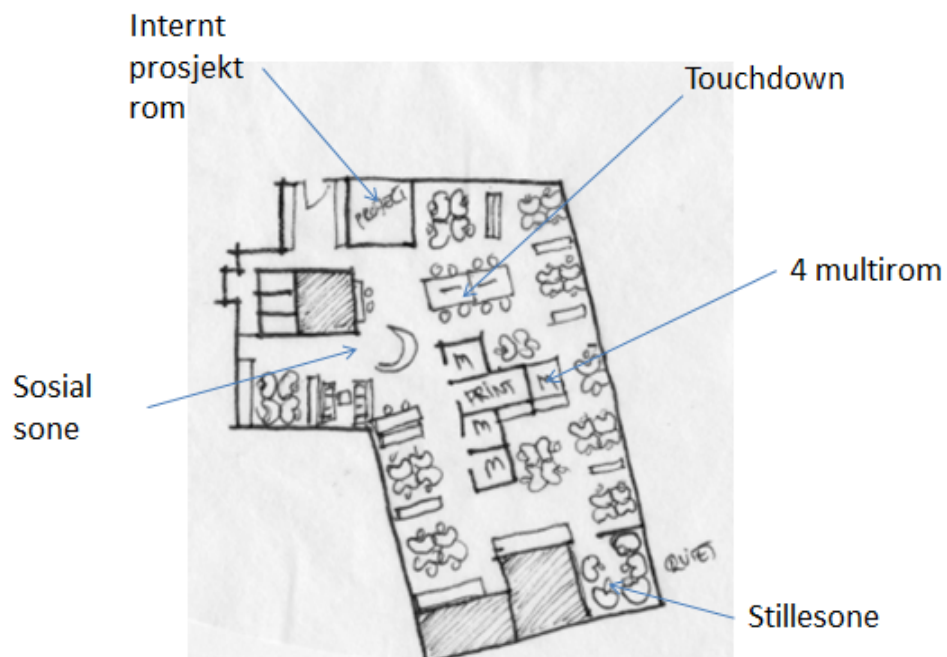 Internt
prosjekt
rom
Touchdown
PROJECT
4 multirom
M
PRINT
M
M
M
Sosial
sone
QUIET
Stillesone